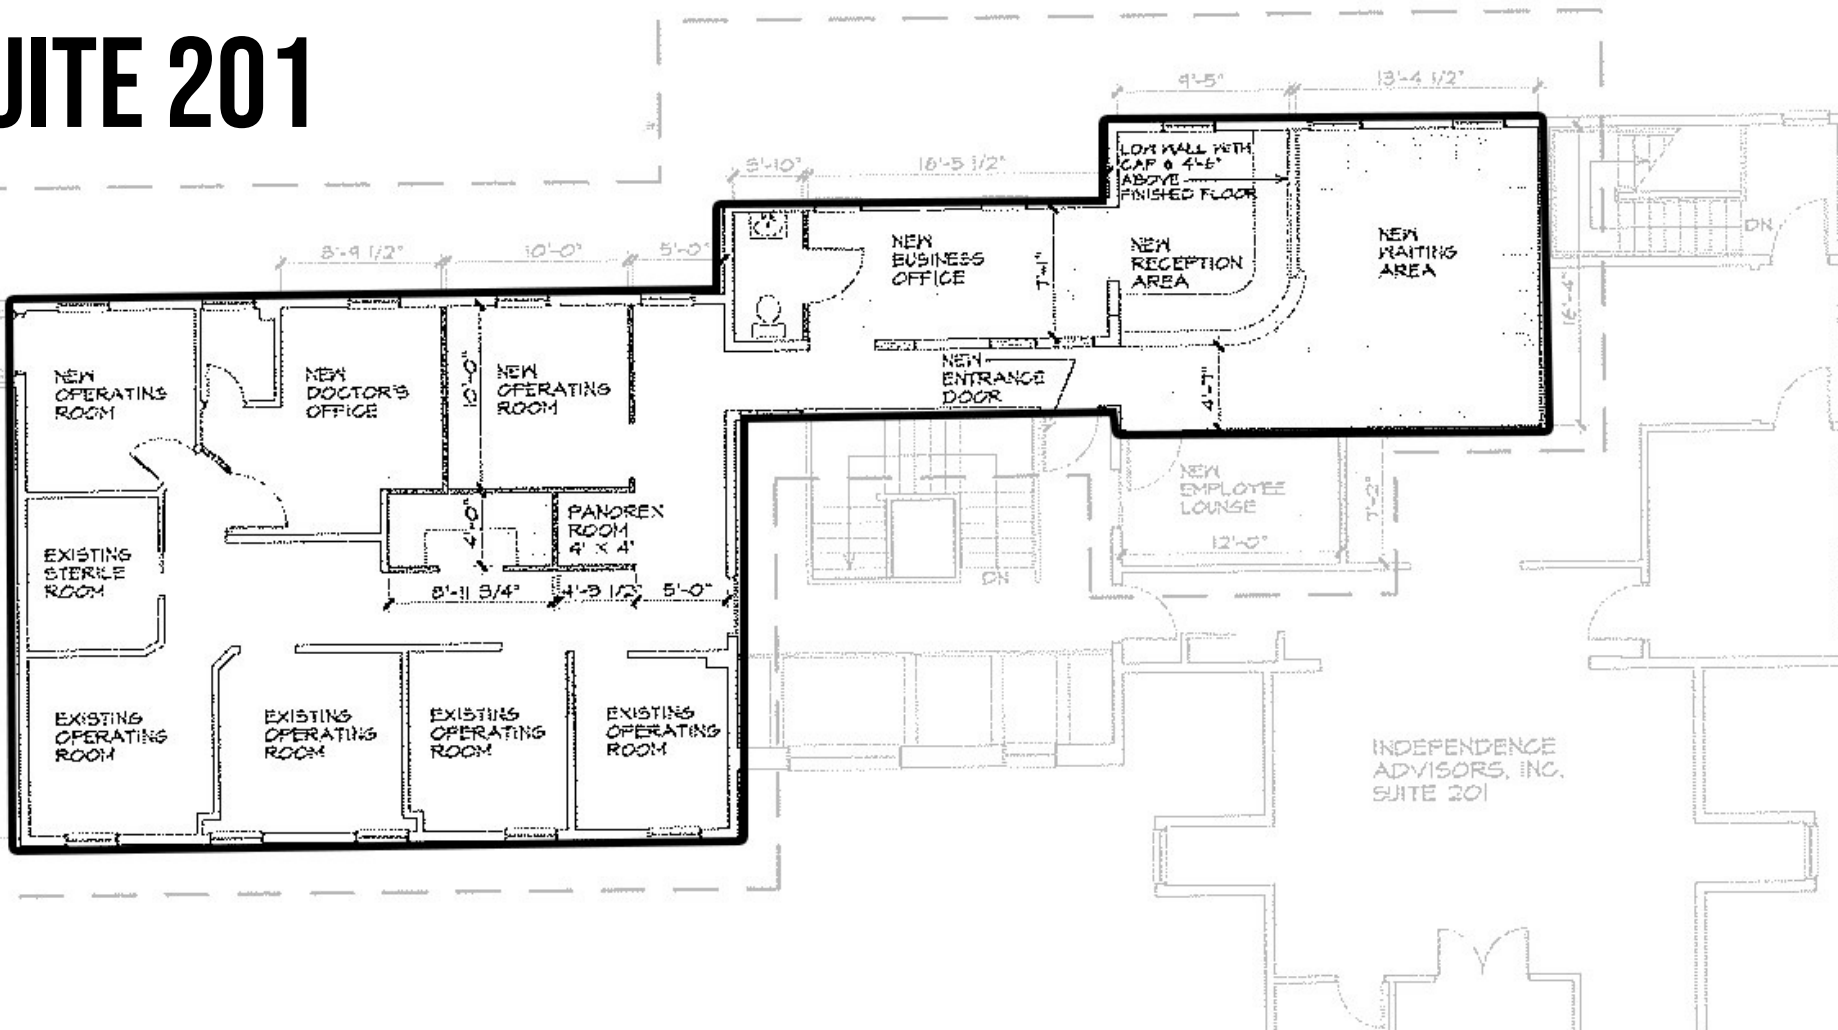 UITE 201
9'-5"
13'-4 1/2"
5'-10"
16'-5 1/2"
LOW WALL WITH
CAP @ 4'-6"
ABOVE
FINISHED FLOOR
DN
8'-9 1/2"
10'-0"
5'-0"
NEW
BUSINESS
OFFICE
7'-1"
NEW
RECEPTION
AREA
NEW
WAITING
AREA
16'-4"
NEW
OPERATING
ROOM
NEW
DOCTOR'S
OFFICE
10'-0"
NEW
OPERATING
ROOM
NEW
ENTRANCE
DOOR
4'-7"
NEW
EMPLOYEE
LOUNGE
7'-2"
12'-0"
4'-0"
PANOREX
ROOM
4' X 4'
DN
EXISTING
STERILE
ROOM
8'-11 3/4"
4'-3 1/2"
5'-0"
EXISTING
OPERATING
ROOM
EXISTING
OPERATING
ROOM
EXISTING
OPERATING
ROOM
EXISTING
OPERATING
ROOM
INDEPENDENCE
ADVISORS, INC.
SUITE 201